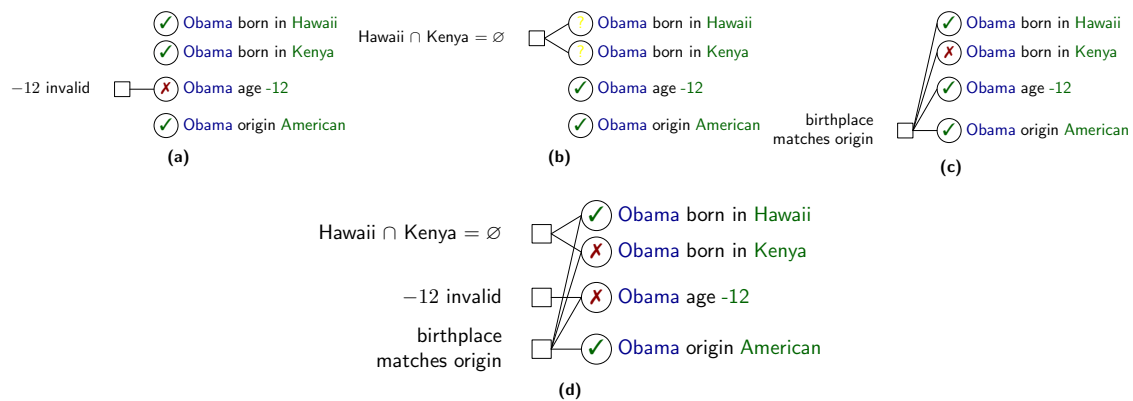 ✓ Obama born in Hawaii
✓ Obama born in Kenya
−12 invalid ✗ Obama age -12
✓ Obama origin American
(a)
Hawaii ∩ Kenya = ∅
? Obama born in Hawaii
? Obama born in Kenya
✓ Obama age -12
✓ Obama origin American
(b)
✓ Obama born in Hawaii
✗ Obama born in Kenya
✓ Obama age -12
birthplace
matches origin
✓ Obama origin American
(c)
✓ Obama born in Hawaii
Hawaii ∩ Kenya = ∅
✗ Obama born in Kenya
−12 invalid ✗ Obama age -12
birthplace
matches origin
✓ Obama origin American
(d)